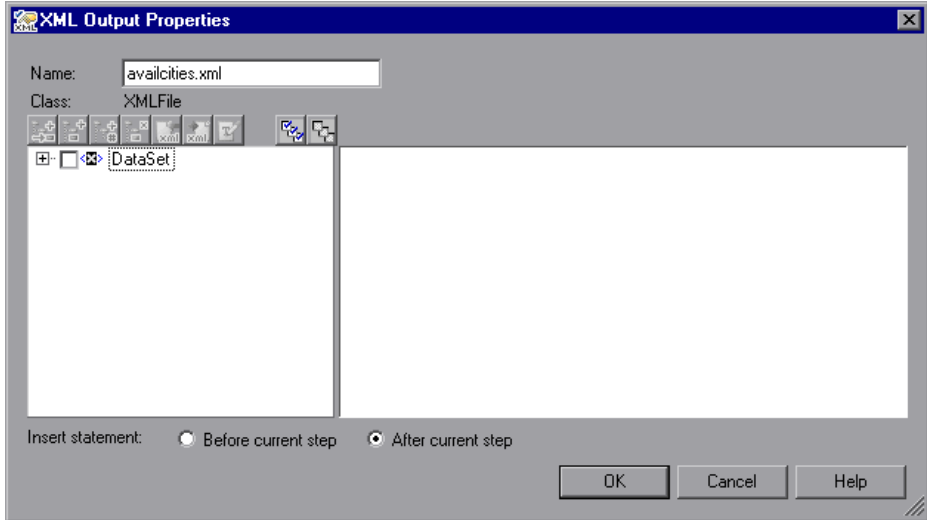 XML Output Properties
Name: availcities.xml
Class: XMLFile
DataSet
Insert statement: Before current step After current step
OK Cancel Help